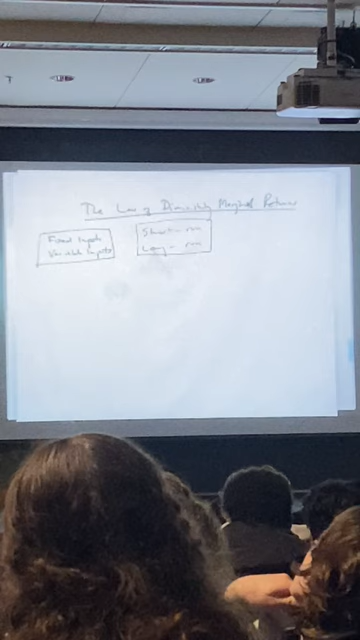 The Law of Diminishing Marginal Returns
Fixed Inputs
Variable Inputs
Short-run
Long-run